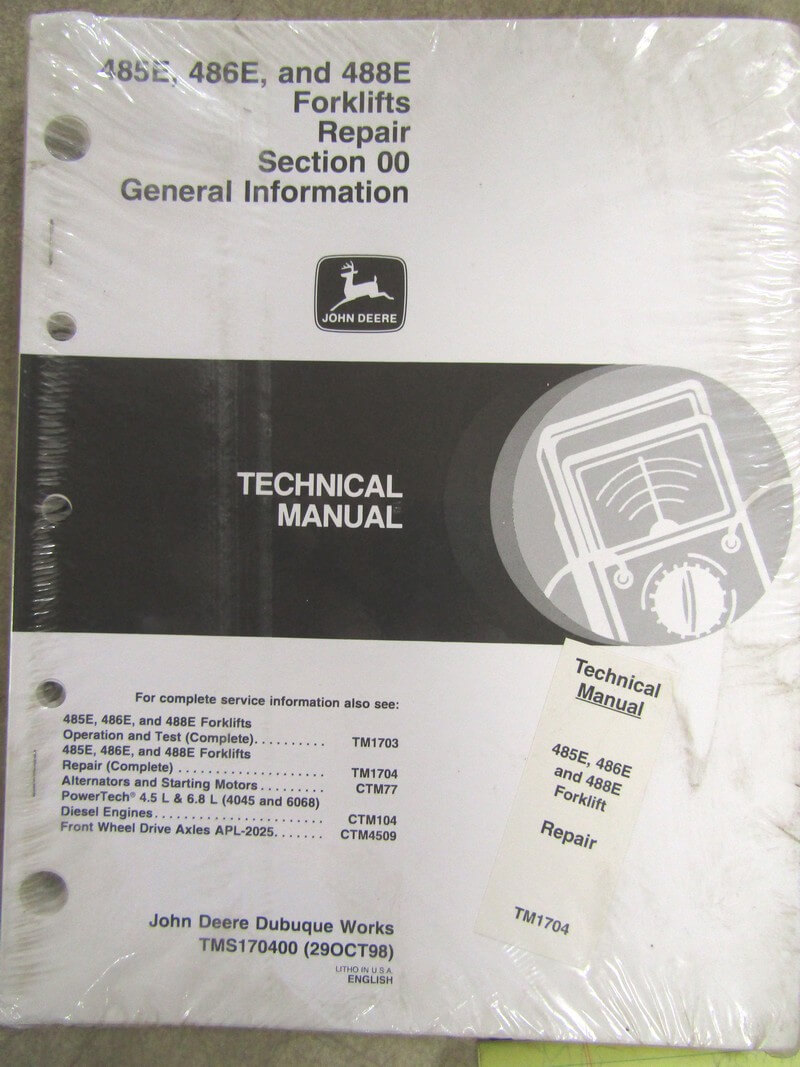 485E, 486E, and 488E
Forklifts
Repair
Section 00
General Information
JOHN DEERE
TECHNICAL
MANUAL
For complete service information also see:
485E, 486E, and 488E Forklifts
Operation and Test (Complete). . . . . . . . . . TM1703
485E, 486E, and 488E Forklifts
Repair (Complete) . . . . . . . . . . . . . . . . . . . . . TM1704
Alternators and Starting Motors . . . . . . . . . CTM77
PowerTech® 4.5 L & 6.8 L (4045 and 6068)
Diesel Engines. . . . . . . . . . . . . . . . . . . . . . . . CTM104
Front Wheel Drive Axles APL-2025. . . . . . . CTM4509
John Deere Dubuque Works
TMS170400 (29OCT98)
LITHO IN U.S.A.
ENGLISH
Technical
Manual
485E, 486E
and 488E
Forklift
Repair
TM1704